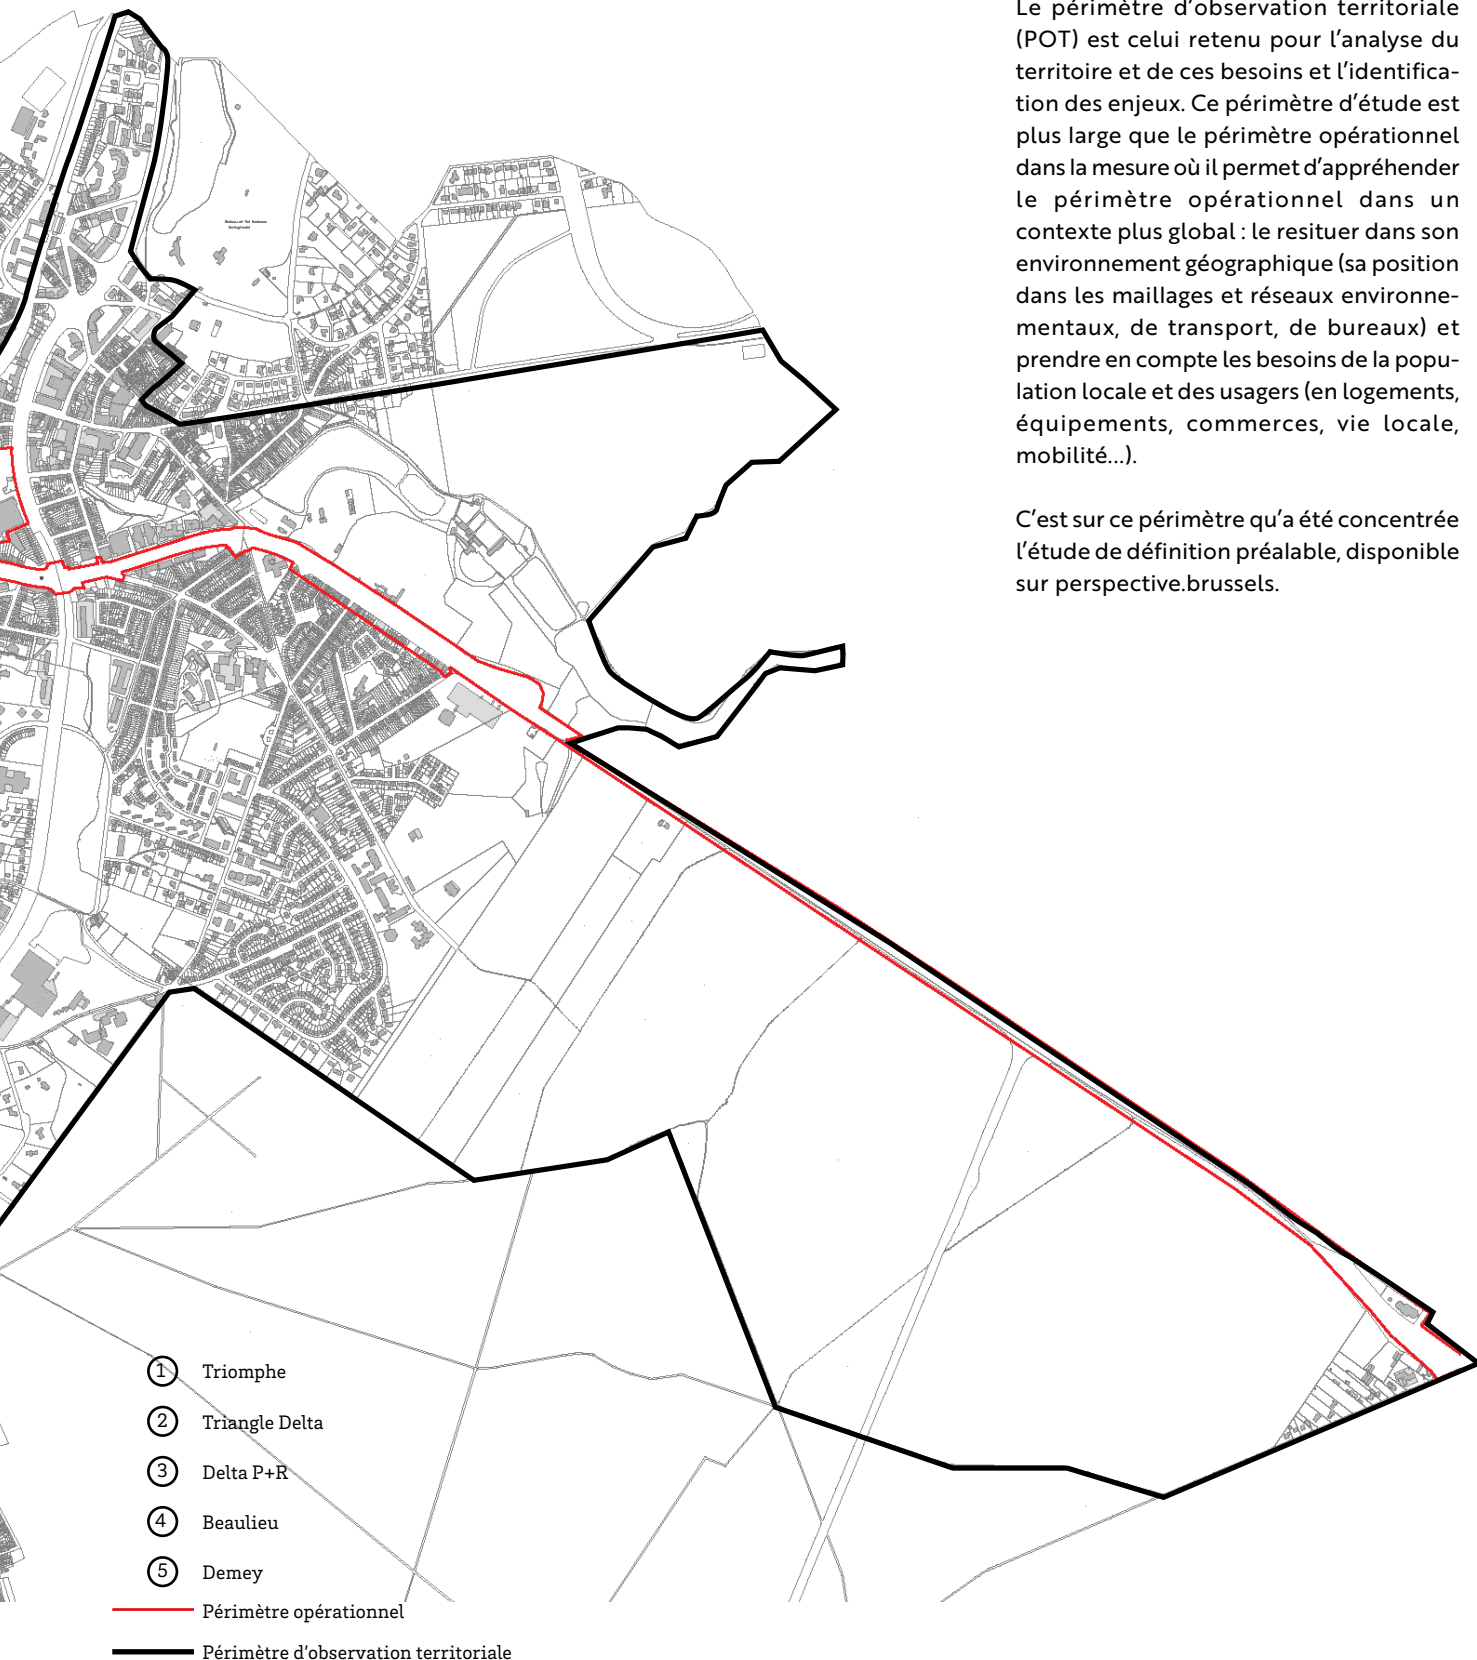 Le périmètre d'observation territoriale
(POT) est celui retenu pour l'analyse du
territoire et de ces besoins et l'identifica-
tion des enjeux. Ce périmètre d'étude est
plus large que le périmètre opérationnel
dans la mesure où il permet d'appréhender
le périmètre opérationnel dans un
contexte plus global : le resituer dans son
environnement géographique (sa position
dans les maillages et réseaux environne-
mentaux, de transport, de bureaux) et
prendre en compte les besoins de la popu-
lation locale et des usagers (en logements,
équipements, commerces, vie locale,
mobilité...).
C'est sur ce périmètre qu'a été concentrée
l'étude de définition préalable, disponible
sur perspective.brussels.
1 Triomphe
2 Triangle Delta
3 Delta P+R
4 Beaulieu
5 Demey
Périmètre opérationnel
Périmètre d'observation territoriale